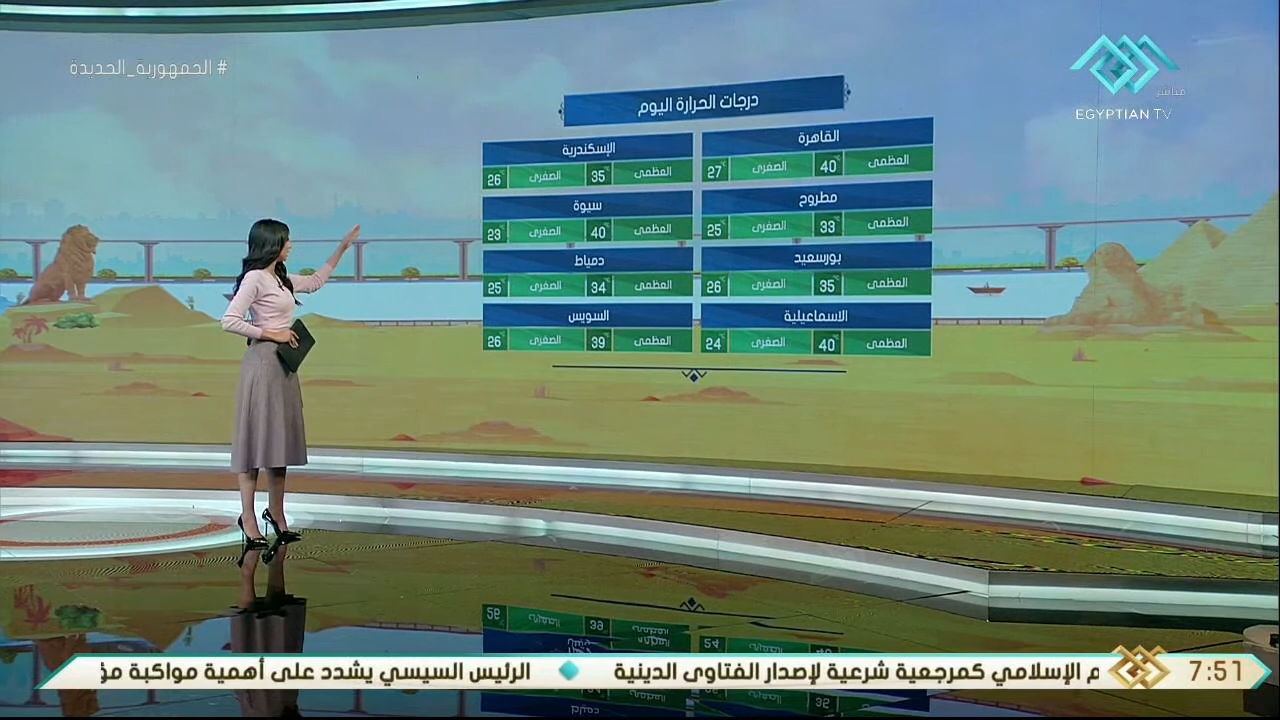 #الجمهورية_الجديدة
مباشر
EGYPTIAN TV
درجات الحرارة اليوم
القاهرة
العظمى 40°c الصغرى 27°c
الإسكندرية
العظمى 35°c الصغرى 26°c
مطروح
العظمى 33°c الصغرى 25°c
سيوة
العظمى 40°c الصغرى 23°c
بورسعيد
العظمى 35°c الصغرى 26°c
دمياط
العظمى 34°c الصغرى 25°c
الاسماعيلية
العظمى 40°c الصغرى 24°c
السويس
العظمى 39°c الصغرى 26°c
7:51 م الإسلامي كمرجعية شرعية لإصدار الفتاوى الدينية الرئيس السيسي يشدد على أهمية مواكبة